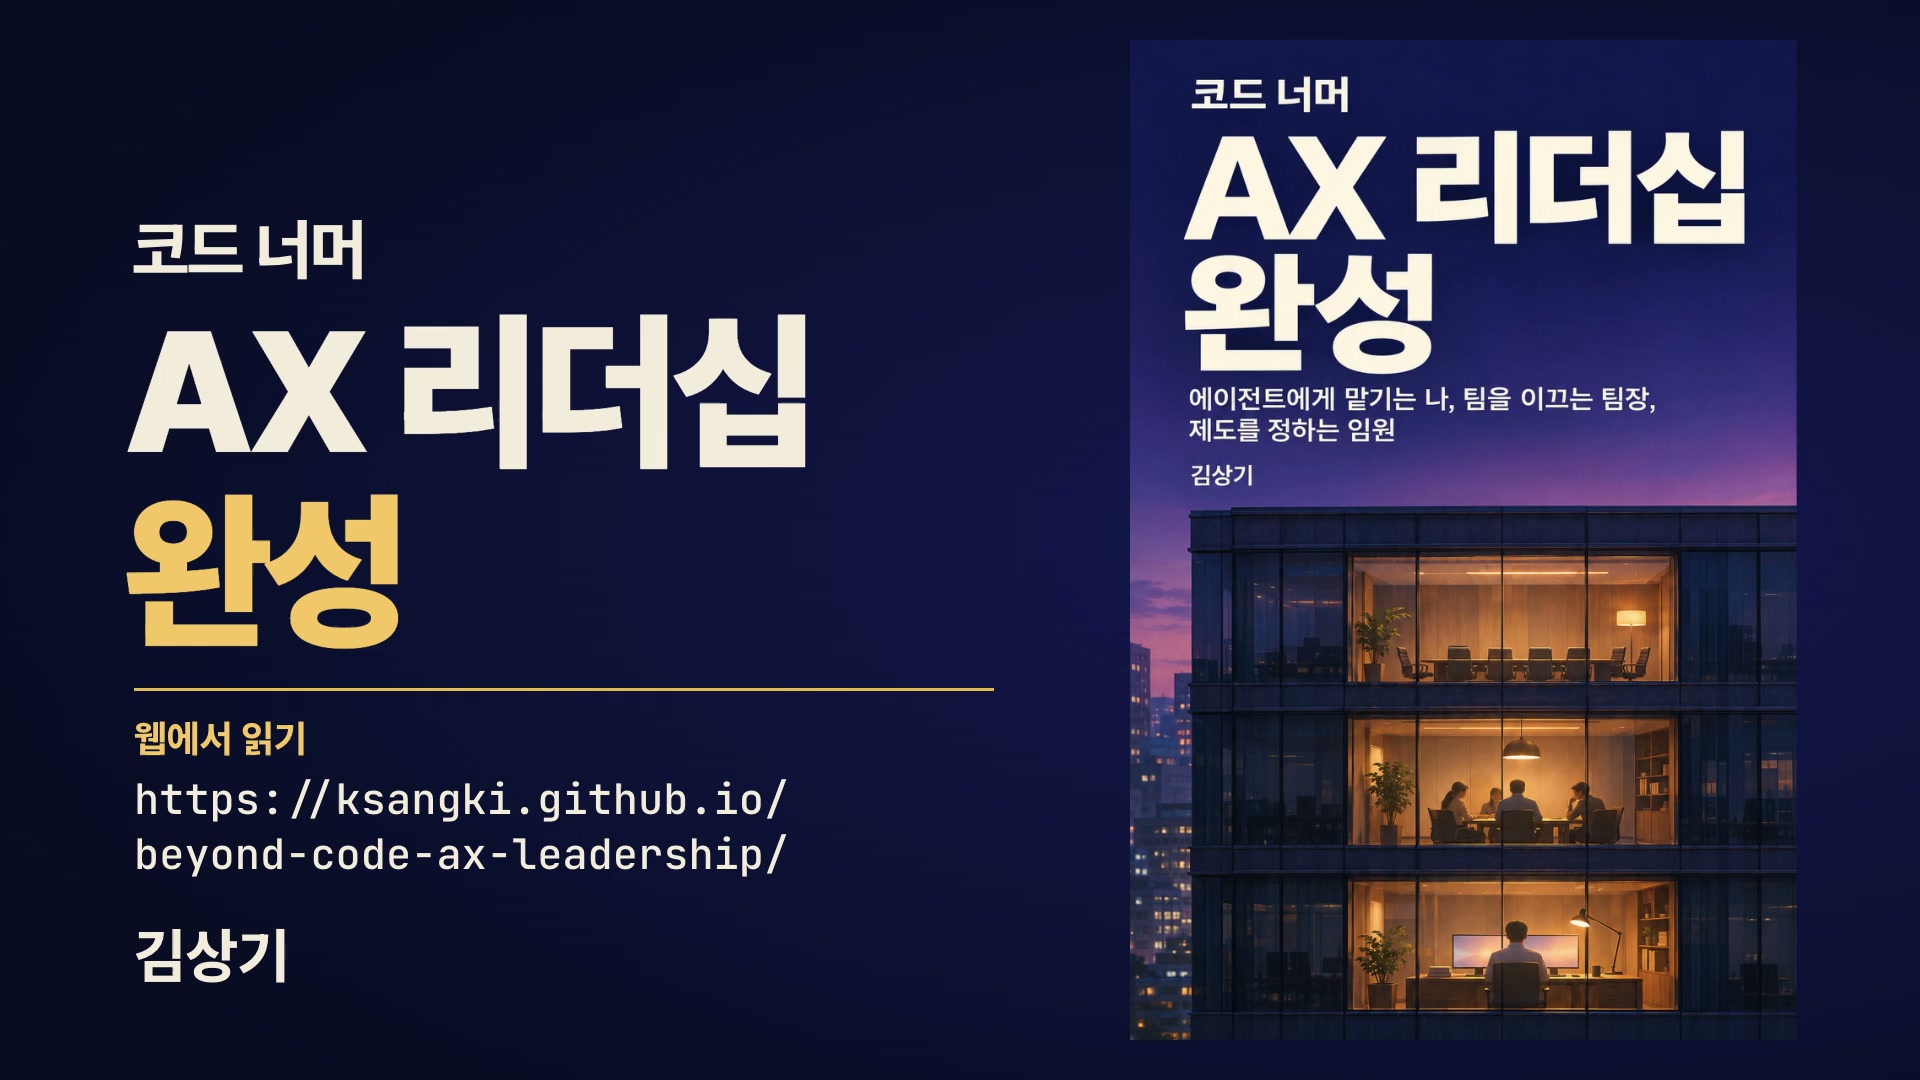 코드 너머
AX 리더십
완성
웹에서 읽기
https://ksangki.github.io/
beyond-code-ax-leadership/
김상기
코드 너머
AX 리더십
완성
에이전트에게 맡기는 나, 팀을 이끄는 팀장,
제도를 정하는 임원
김상기